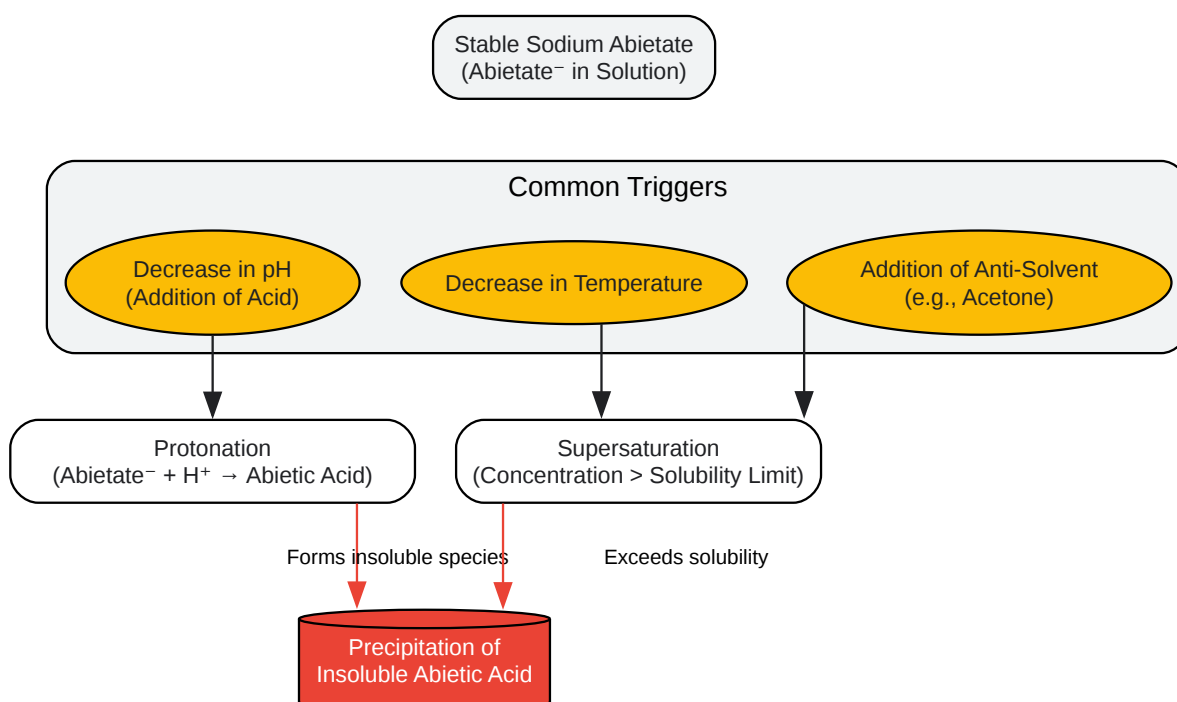 Stable Sodium Abietate
(Abietate⁻ in Solution)
Common Triggers
Decrease in pH
(Addition of Acid)
Decrease in Temperature
Addition of Anti-Solvent
(e.g., Acetone)
Protonation
(Abietate⁻ + H⁺ → Abietic Acid)
Supersaturation
(Concentration > Solubility Limit)
Forms insoluble species
Exceeds solubility
Precipitation of
Insoluble Abietic Acid